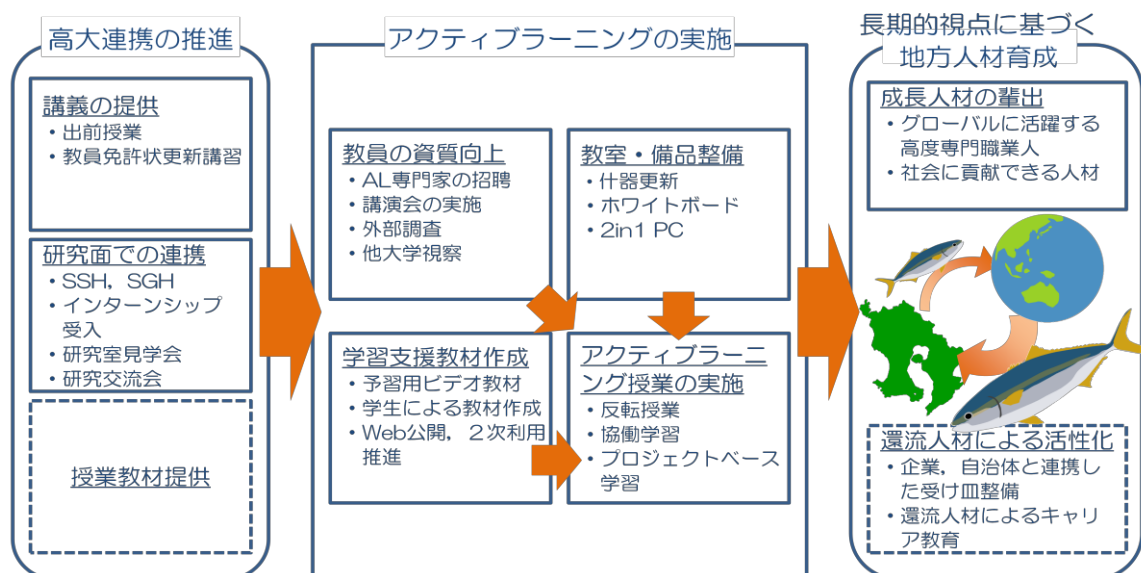 高大連携の推進
講義の提供
・出前授業
・教員免許状更新講習
研究面での連携
・SSH，SGH
・インターンシップ
受入
・研究室見学会
・研究交流会
授業教材提供
アクティブラーニングの実施
教員の資質向上
・AL専門家の招聘
・講演会の実施
・外部調査
・他大学視察
教室・備品整備
・什器更新
・ホワイトボード
・2in1 PC
学習支援教材作成
・予習用ビデオ教材
・学生による教材作成
・Web公開，２次利用
推進
アクティブラーニ
ング授業の実施
・反転授業
・協働学習
・プロジェクトベース
学習
長期的視点に基づく
地方人材育成
成長人材の輩出
・グローバルに活躍する
高度専門職業人
・社会に貢献できる人材
還流人材による活性化
・企業，自治体と連携し
た受け皿整備
・還流人材によるキャリ
ア教育